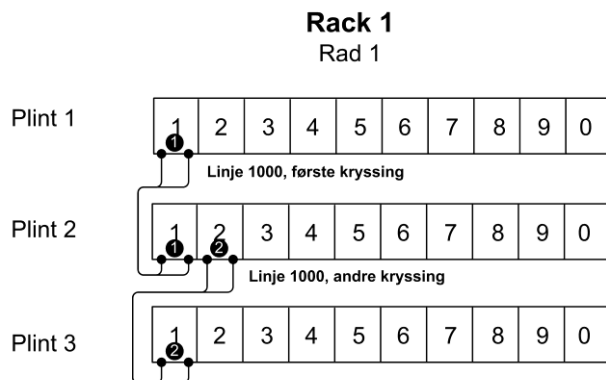 Rack 1
Rad 1
Plint 1 1 2 3 4 5 6 7 8 9 0
1
Linje 1000, første kryssing
Plint 2 1 2 3 4 5 6 7 8 9 0
1 2
Linje 1000, andre kryssing
Plint 3 1 2 3 4 5 6 7 8 9 0
2